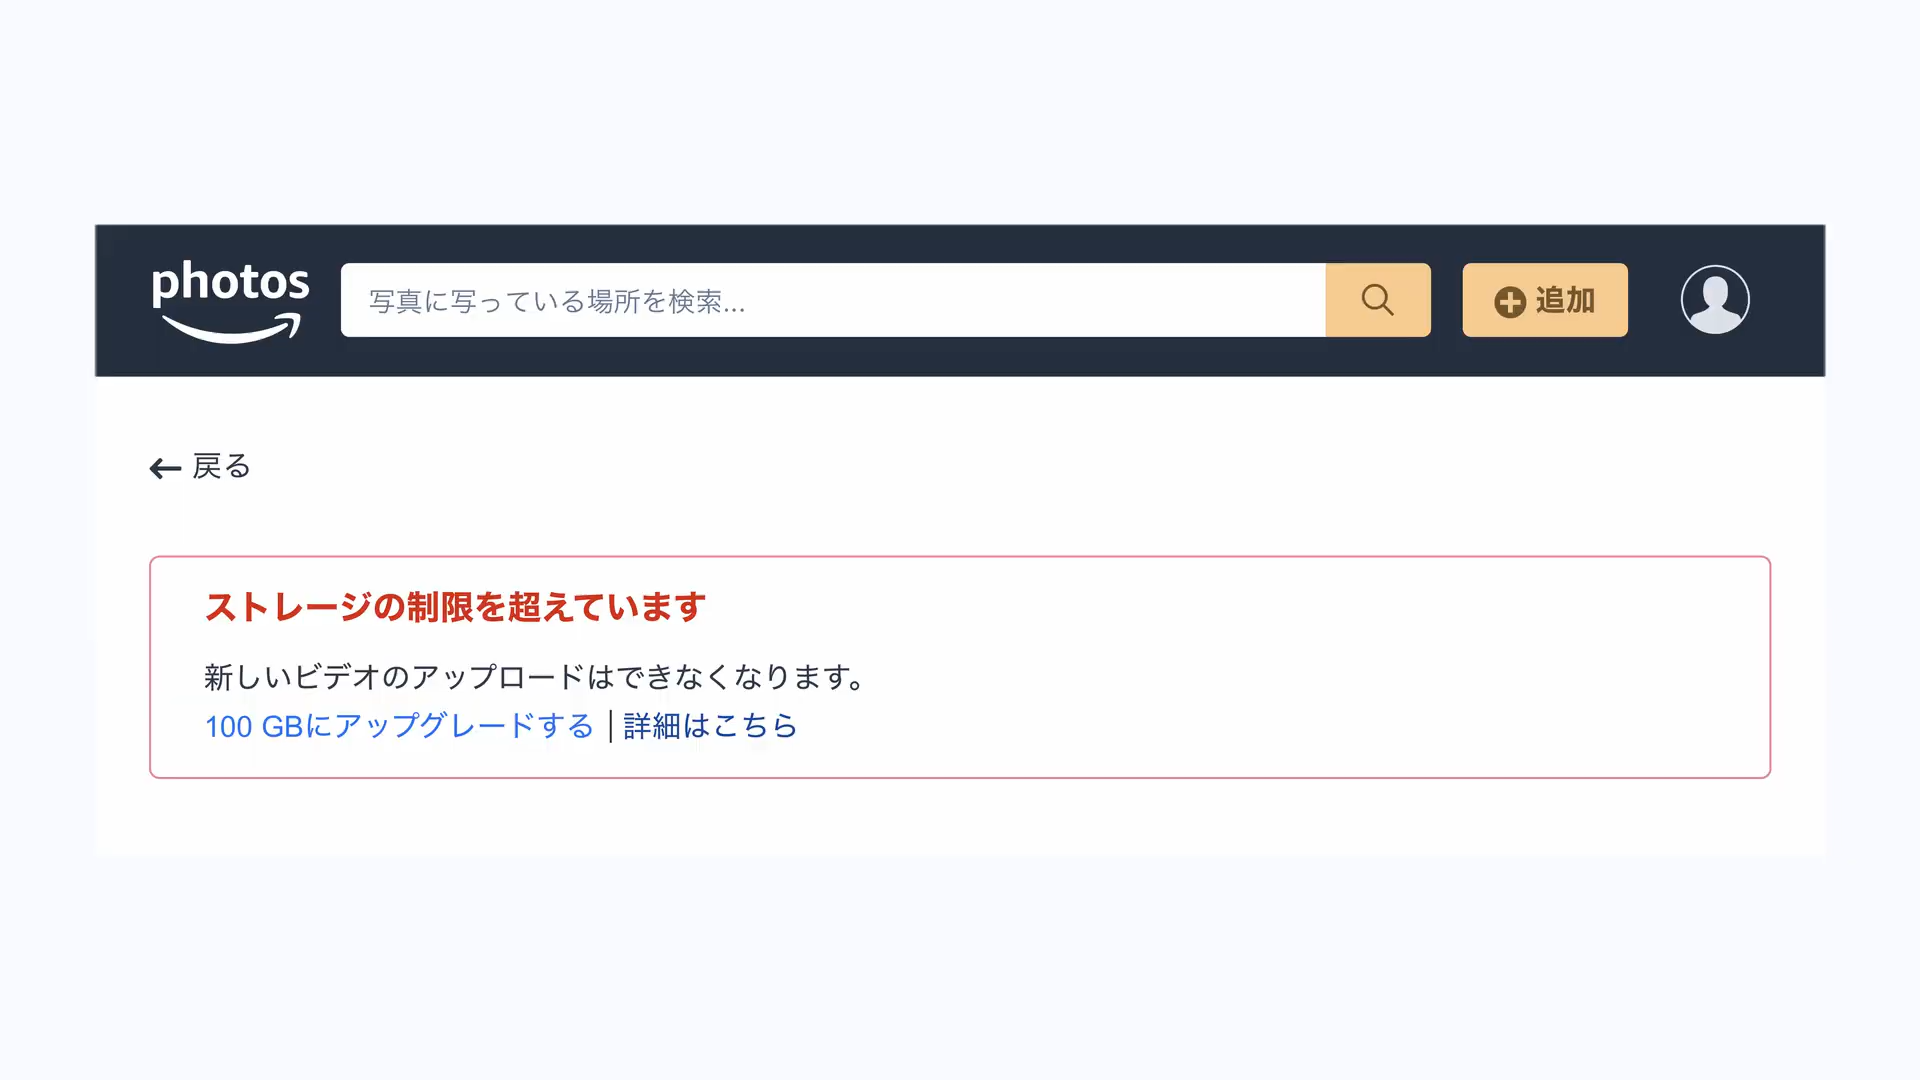 photos
写真に写っている場所を検索...
追加
← 戻る
ストレージの制限を超えています
新しいビデオのアップロードはできなくなります。
100 GBにアップグレードする | 詳細はこちら